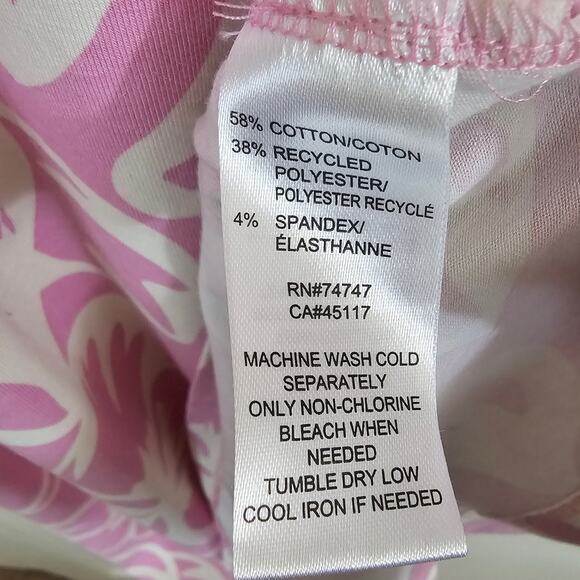 58% COTTON/COTON
38% RECYCLED
POLYESTER/
POLYESTER RECYCLÉ
4% SPANDEX/
ÉLASTHANNE
RN#74747
CA#45117
MACHINE WASH COLD
SEPARATELY
ONLY NON-CHLORINE
BLEACH WHEN
NEEDED
TUMBLE DRY LOW
COOL IRON IF NEEDED